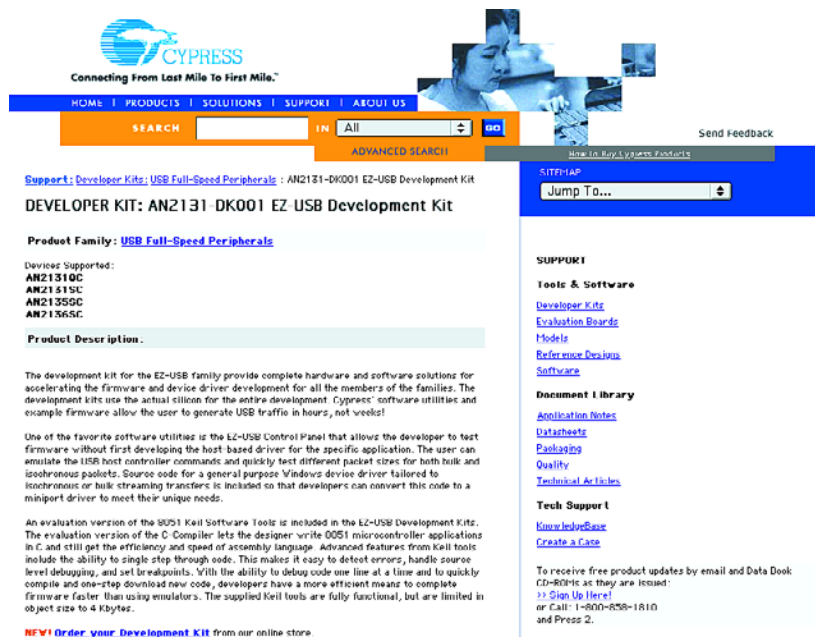 CYPRESS
Connecting From Last Mile To First Mile.™
HOME | PRODUCTS | SOLUTIONS | SUPPORT | ABOUT US
SEARCH IN All GO
ADVANCED SEARCH
Send Feedback
How to Buy Cypress Products
SITEMAP
Jump To...
Support: Developer Kits: USB Full-Speed Peripherals : AN2131-DK001 EZ-USB Development Kit
DEVELOPER KIT: AN2131-DK001 EZ-USB Development Kit
Product Family: USB Full-Speed Peripherals
Devices Supported:
AN2131QC
AN2131SC
AN2135SC
AN2136SC
Product Description:
The development kit for the EZ-USB family provide complete hardware and software solutions for
accelerating the firmware and device driver development for all the members of the families. The
development kits use the actual silicon for the entire development. Cypress' software utilities and
example firmware allow the user to generate USB traffic in hours, not weeks!
One of the favorite software utilities is the EZ-USB Control Panel that allows the developer to test
firmware without first developing the host-based driver for the specific application. The user can
emulate the USB host controller commands and quickly test different packet sizes for both bulk and
isochronous packets. Source code for a general purpose Windows device driver tailored to
isochronous or bulk streaming transfers is included so that developers can convert this code to a
miniport driver to meet their unique needs.
An evaluation version of the 8051 Keil Software Tools is included in the EZ-USB Development Kits.
The evaluation version of the C-Compiler lets the designer write 8051 microcontroller applications
in C and still get the efficiency and speed of assembly language. Advanced features from Keil tools
include the ability to single step through code. This makes it easy to detect errors, handle source
level debugging, and set breakpoints. With the ability to debug code one line at a time and to quickly
compile and one-step download new code, developers have a more efficient means to complete
firmware faster than using emulators. The supplied Keil tools are fully functional, but are limited in
object size to 4 Kbytes.
NEW! Order your Development Kit from our online store.
SUPPORT
Tools & Software
Developer Kits
Evaluation Boards
Models
Reference Designs
Software
Document Library
Application Notes
Datasheets
Packaging
Quality
Technical Articles
Tech Support
KnowledgeBase
Create a Case
To receive free product updates by email and Data Book
CD-ROMs as they are issued:
>> Sign Up Here!
or Call: 1-800-858-1810
and Press 2.